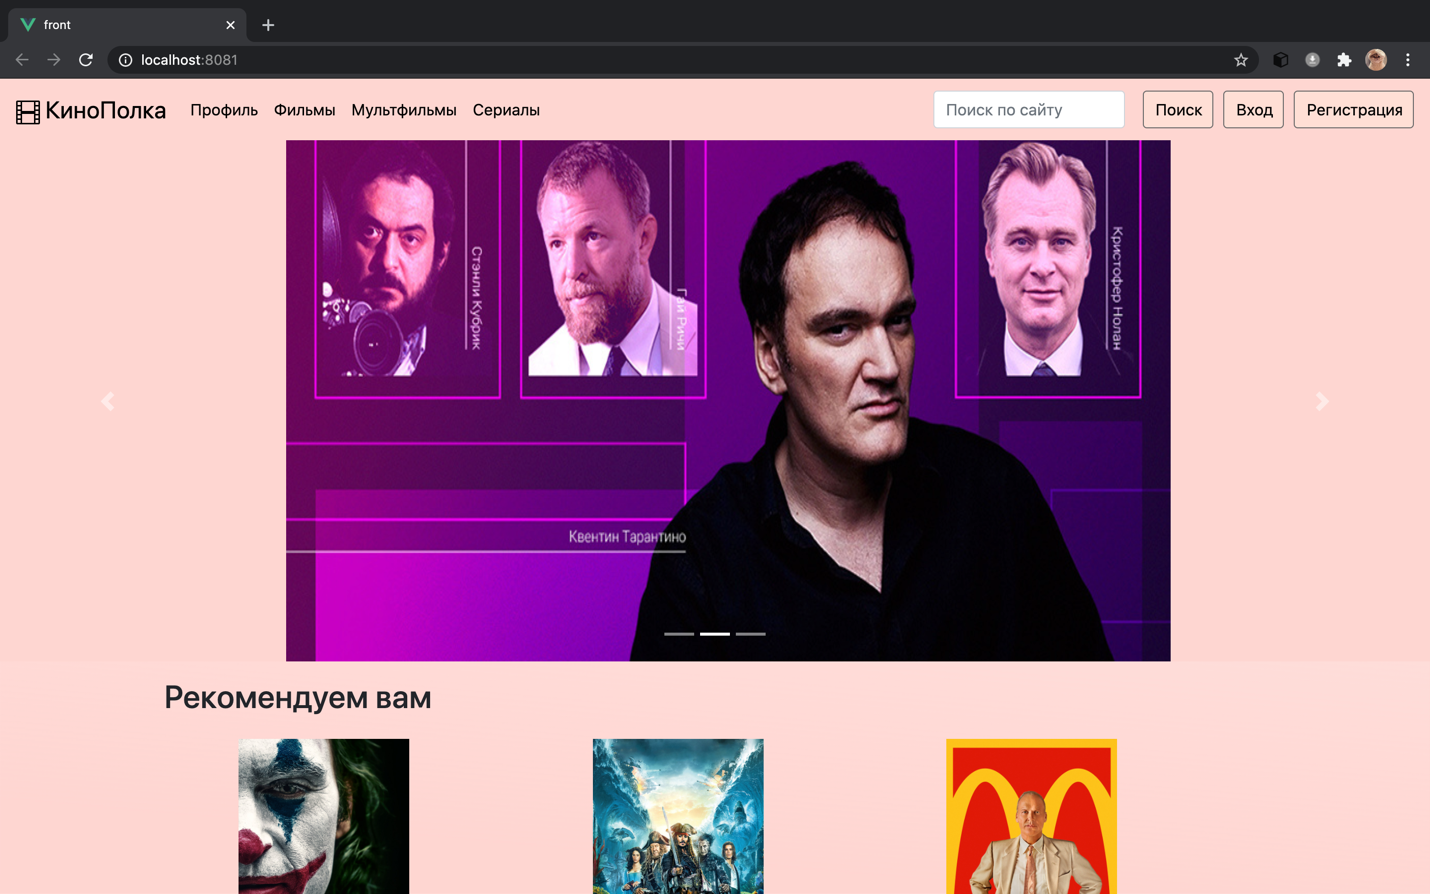 front
localhost:8081
КиноПолка
Профиль
Фильмы
Мультфильмы
Сериалы
Поиск по сайту
Поиск
Вход
Регистрация
Стэнли Кубрик
Гай Ричи
Кристофер Нолан
Квентин Тарантино
Рекомендуем вам